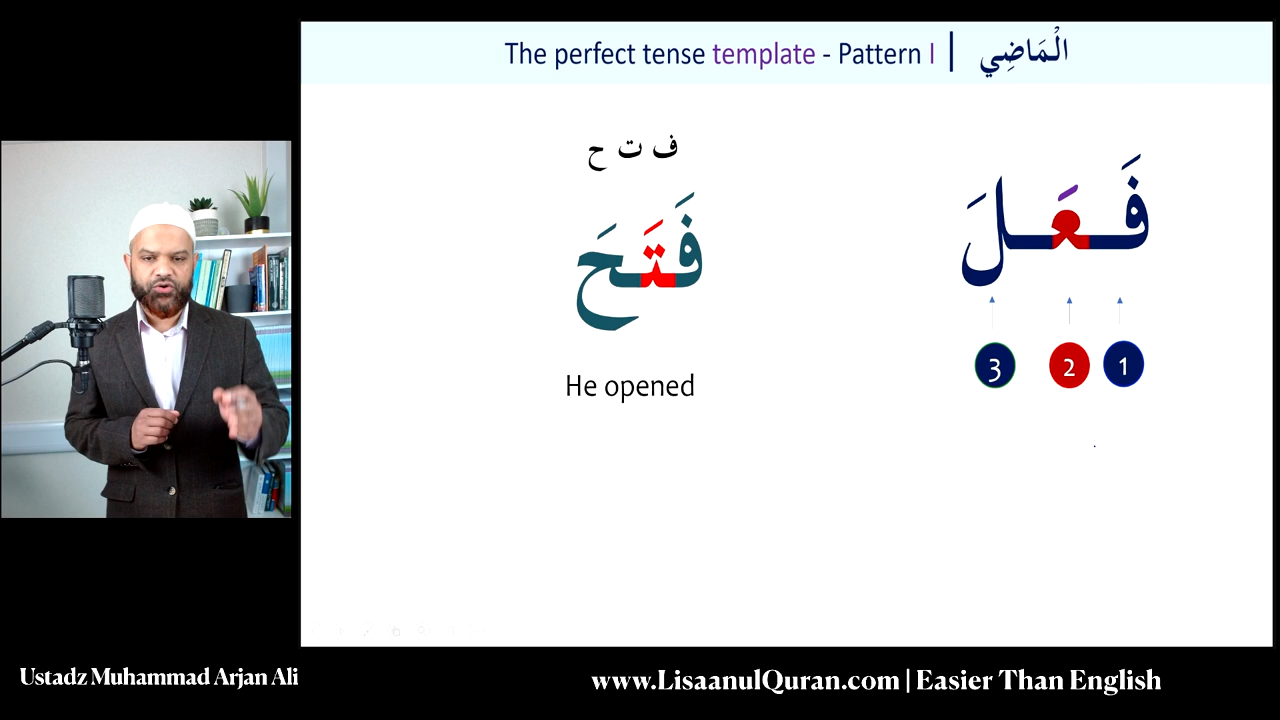 The perfect tense template - Pattern I | الْمَاضِي
ف ت ح
فَتَحَ
He opened
فَعَلَ
3 2 1
Ustadz Muhammad Arjan Ali
www.LisaanulQuran.com | Easier Than English